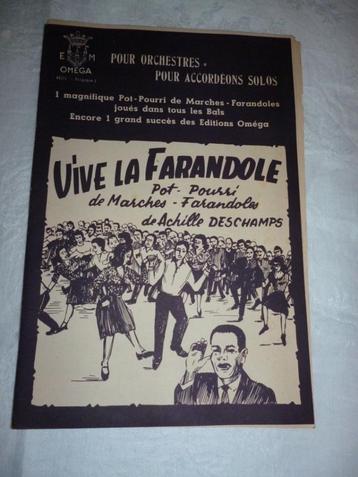 E M
OMÉGA
POUR ORCHESTRES
POUR ACCORDÉONS SOLOS
1 magnifique Pot-Pourri de Marches-Farandoles
joués dans tous les Bals
Encore 1 grand succès des Editions Oméga
VIVE LA FARANDOLE
Pot-Pourri
de Marches-Farandoles
de Achille DESCHAMPS